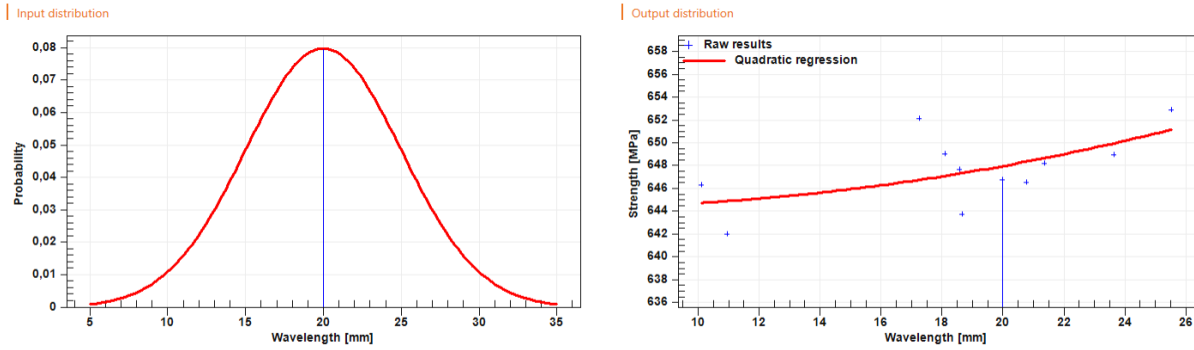 Input distribution
0,08
0,07
0,06
0,05
0,04
0,03
0,02
0,01
0
Probability
5 10 15 20 25 30 35
Wavelength [mm]
Output distribution
Raw results
Quadratic regression
658
656
654
652
650
648
646
644
642
640
638
636
Strength [MPa]
10 12 14 16 18 20 22 24 26
Wavelength [mm]